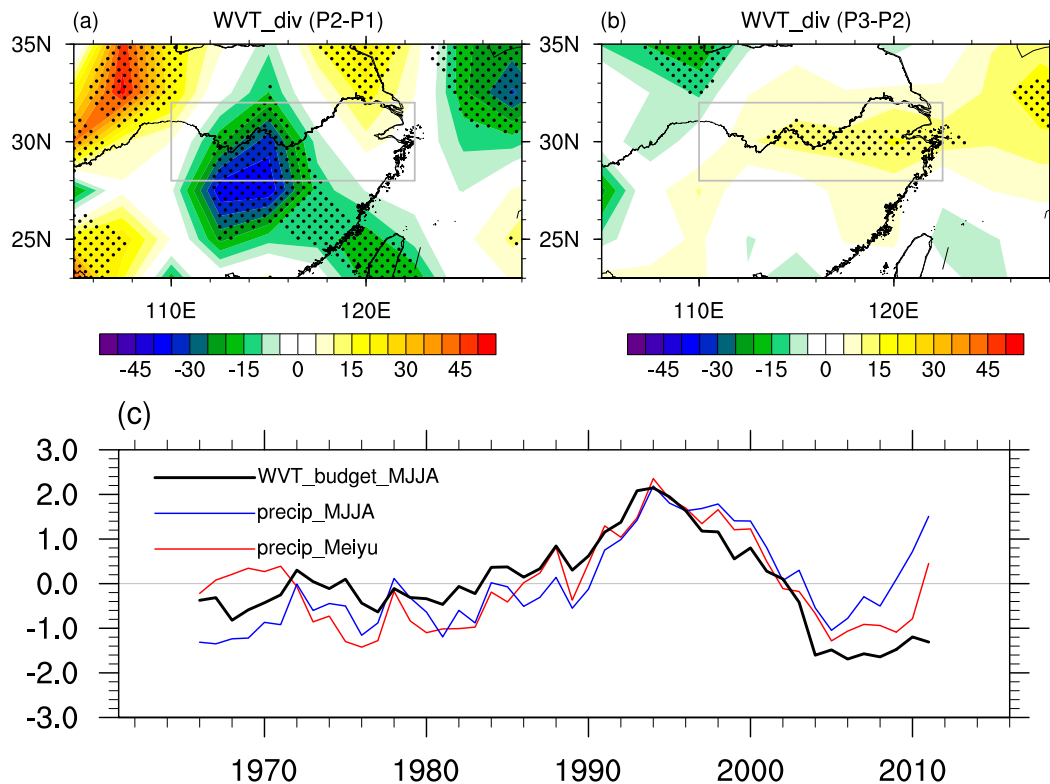 (a) WVT_div (P2-P1)
(b) WVT_div (P3-P2)
35N
30N
25N
110E 120E
-45 -30 -15 0 15 30 45
35N
30N
25N
110E 120E
-45 -30 -15 0 15 30 45
(c)
3.0
2.0
1.0
0.0
-1.0
-2.0
-3.0
WVT_budget_MJJA
precip_MJJA
precip_Meiyu
1970 1980 1990 2000 2010